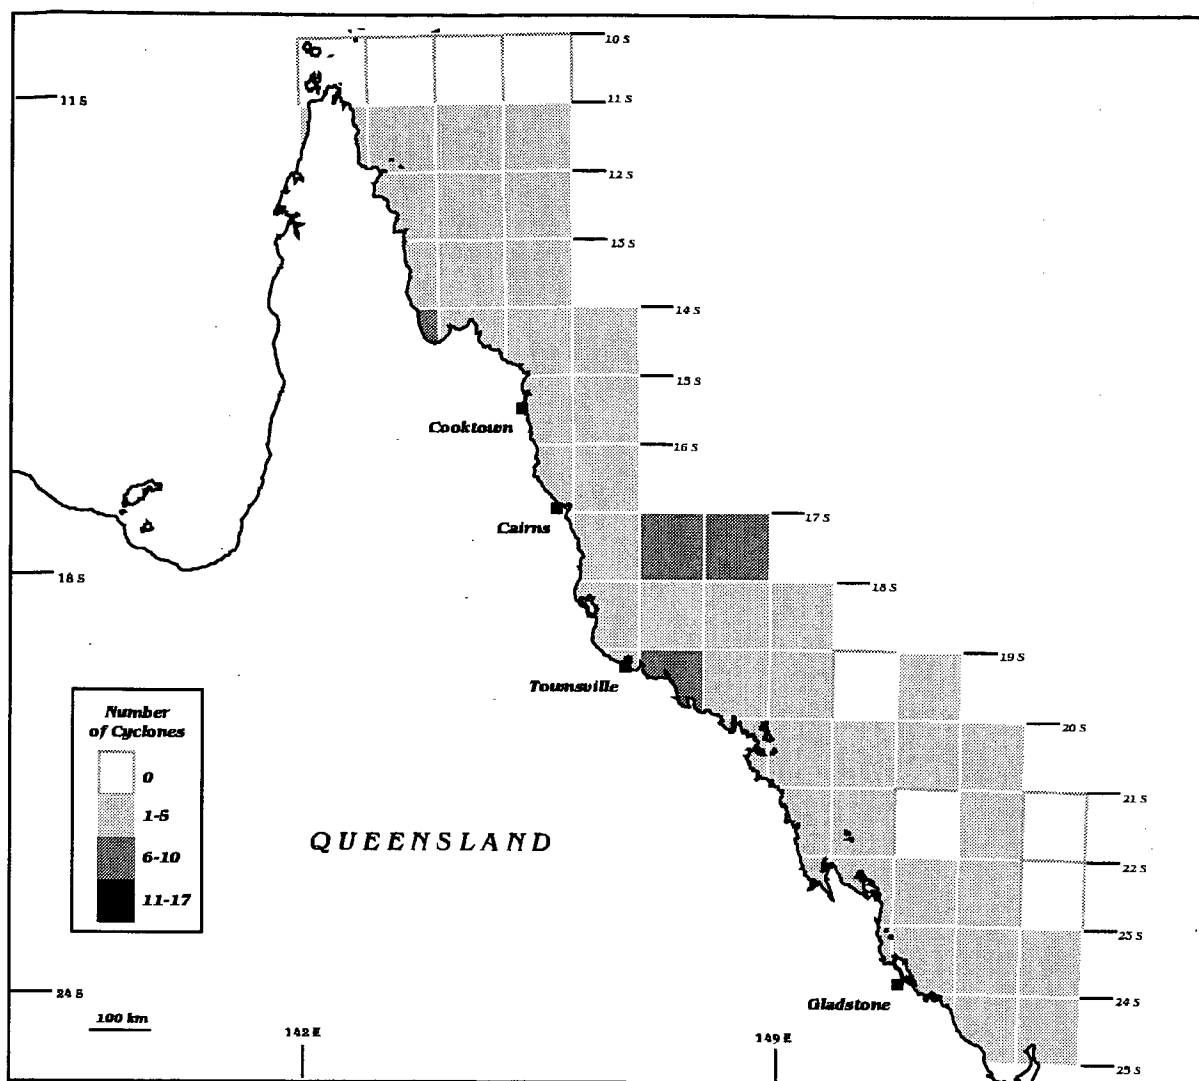 10 S
11 S
11 S
12 S
13 S
14 S
15 S
Cooktown
16 S
Cairns
17 S
18 S
18 S
19 S
Townsville
Number
of Cyclones
0
1-5
6-10
11-17
20 S
21 S
QUEENSLAND
22 S
23 S
24 S
Gladstone
24 S
100 km
142 E
149 E
25 S